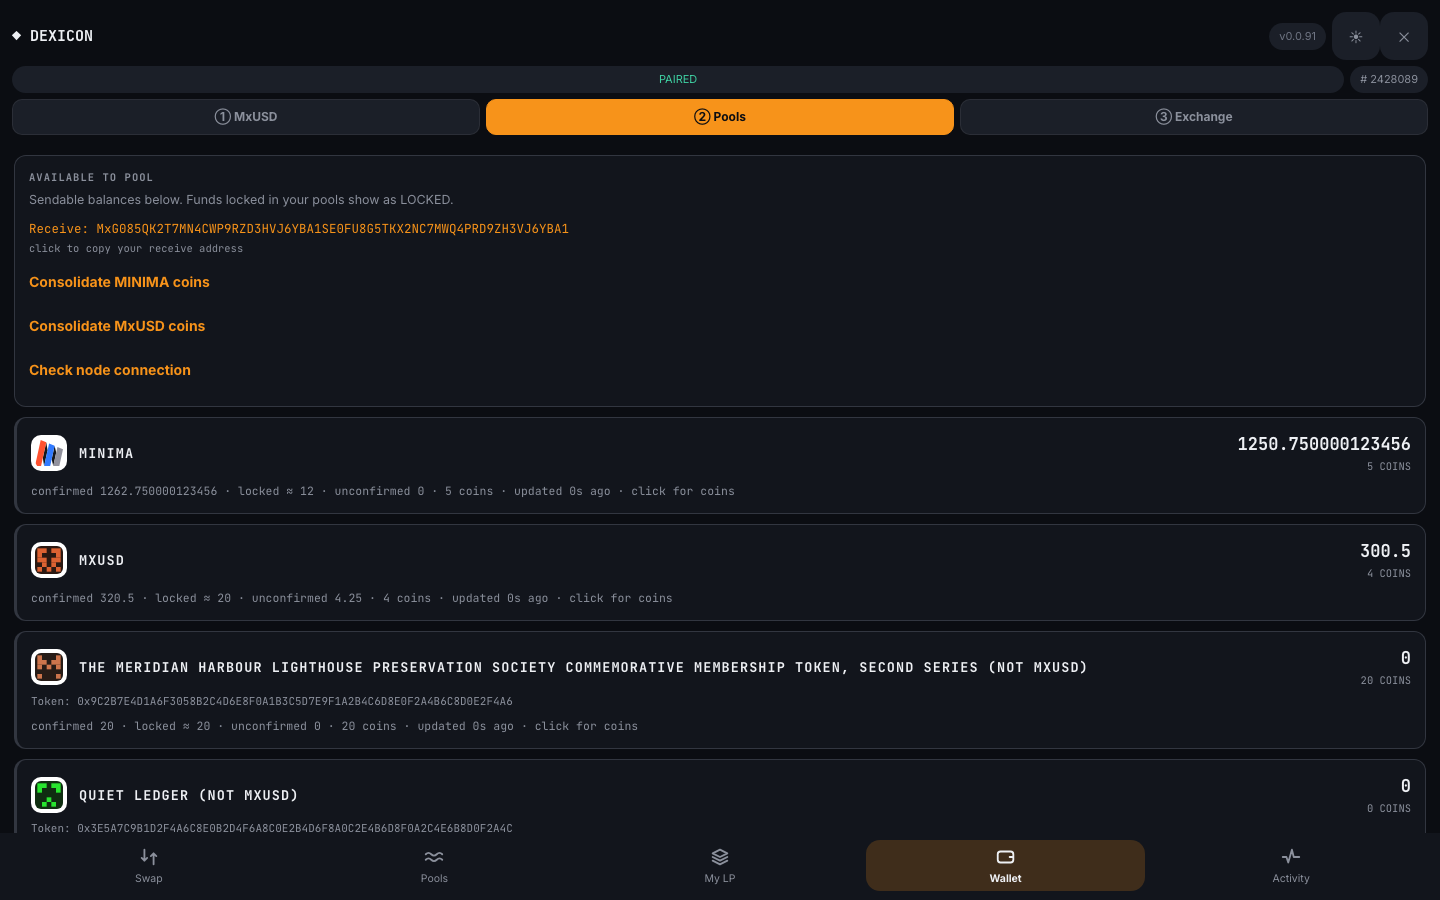 ◆ DEXICON
v0.0.91
PAIRED
# 2428089
① MxUSD
② Pools
③ Exchange
AVAILABLE TO POOL
Sendable balances below. Funds locked in your pools show as LOCKED.
Receive: MxG085QK2T7MN4CWP9RZD3HVJ6YBA1SE0FU8G5TKX2NC7MWQ4PRD9ZH3VJ6YBA1
click to copy your receive address
Consolidate MINIMA coins
Consolidate MxUSD coins
Check node connection
MINIMA
1250.750000123456
5 COINS
confirmed 1262.750000123456 · locked ≈ 12 · unconfirmed 0 · 5 coins · updated 0s ago · click for coins
MXUSD
300.5
4 COINS
confirmed 320.5 · locked ≈ 20 · unconfirmed 4.25 · 4 coins · updated 0s ago · click for coins
THE MERIDIAN HARBOUR LIGHTHOUSE PRESERVATION SOCIETY COMMEMORATIVE MEMBERSHIP TOKEN, SECOND SERIES (NOT MXUSD)
0
20 COINS
Token: 0x9C2B7E4D1A6F3058B2C4D6E8F0A1B3C5D7E9F1A2B4C6D8E0F2A4B6C8D0E2F4A6
confirmed 20 · locked ≈ 20 · unconfirmed 0 · 20 coins · updated 0s ago · click for coins
QUIET LEDGER (NOT MXUSD)
0
0 COINS
Token: 0x3E5A7C9B1D2F4A6C8E0B2D4F6A8C0E2B4D6F8A0C2E4B6D8F0A2C4E6B8D0F2A4C
Swap
Pools
My LP
Wallet
Activity